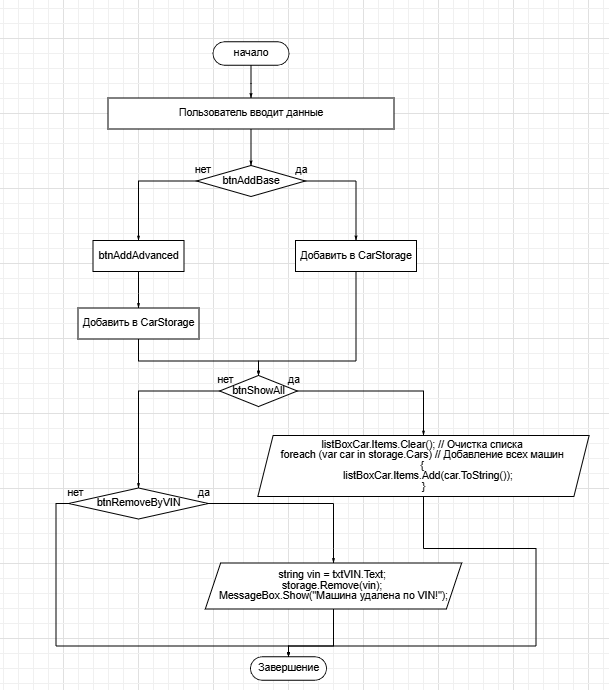 начало
Пользователь вводит данные
нет
да
btnAddBase
btnAddAdvanced
Добавить в CarStorage
Добавить в CarStorage
нет
да
btnShowAll
listBoxCar.Items.Clear(); // Очистка списка
foreach (var car in storage.Cars) // Добавление всех машин
{
listBoxCar.Items.Add(car.ToString());
}
нет
да
btnRemoveByVIN
string vin = txtVIN.Text;
storage.Remove(vin);
MessageBox.Show("Машина удалена по VIN!");
Завершение